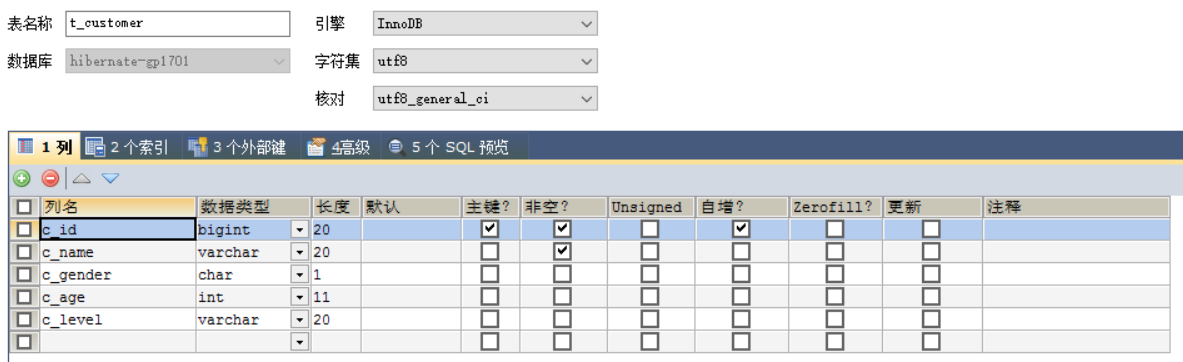 表名称 t_customer 引擎 InnoDB
数据库 hibernate-gp1701 字符集 utf8
核对 utf8_general_ci
1 列 2 个索引 3 个外部键 4高级 5 个 SQL 预览
列名 数据类型 长度 默认 主键? 非空? Unsigned 自增? Zerofill? 更新 注释
c_id bigint 20
c_name varchar 20
c_gender char 1
c_age int 11
c_level varchar 20